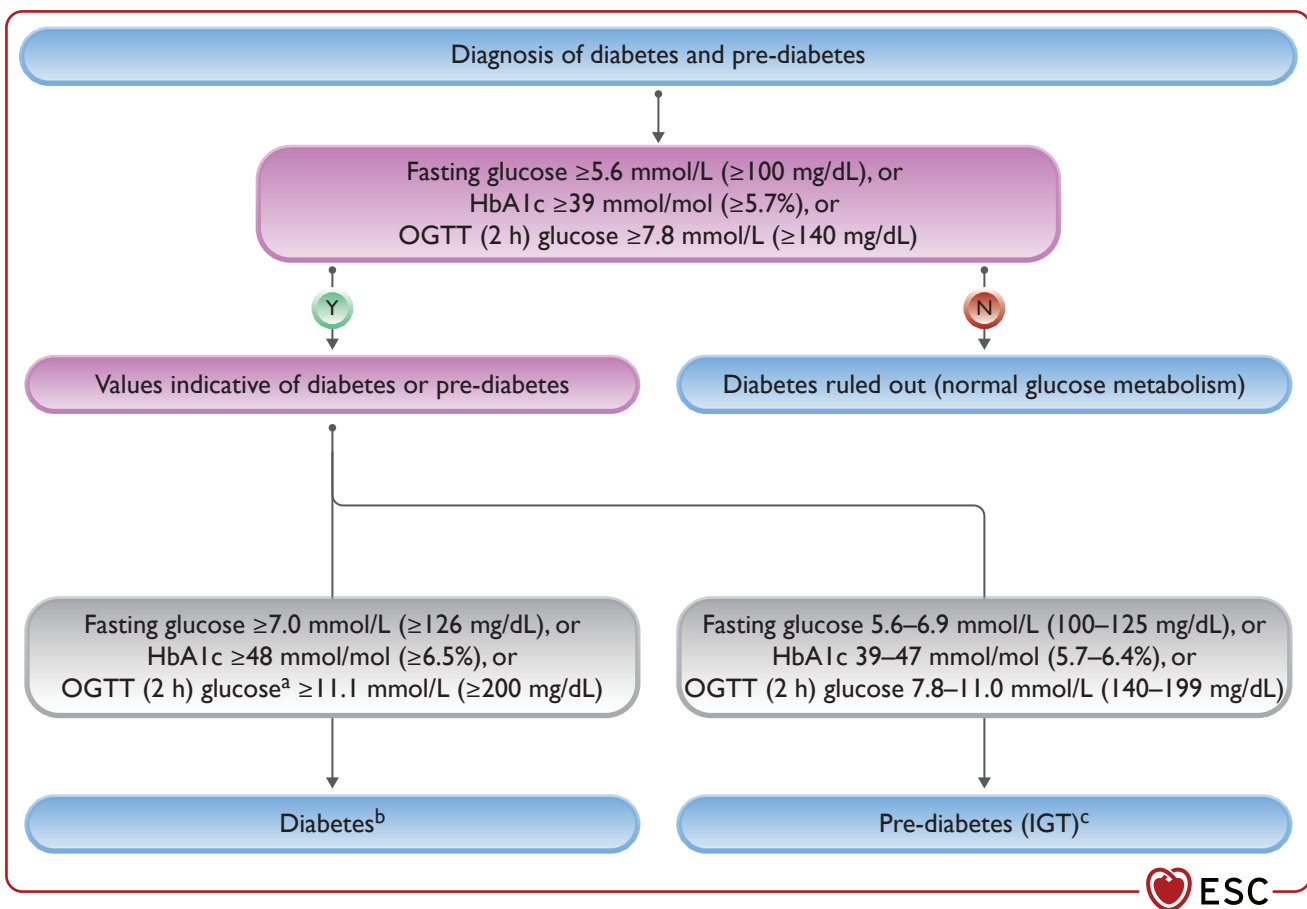 Diagnosis of diabetes and pre-diabetes
Fasting glucose ≥5.6 mmol/L (≥100 mg/dL), or
HbA1c ≥39 mmol/mol (≥5.7%), or
OGTT (2 h) glucose ≥7.8 mmol/L (≥140 mg/dL)
Y
N
Values indicative of diabetes or pre-diabetes
Diabetes ruled out (normal glucose metabolism)
Fasting glucose ≥7.0 mmol/L (≥126 mg/dL), or
HbA1c ≥48 mmol/mol (≥6.5%), or
OGTT (2 h) glucoseᵃ ≥11.1 mmol/L (≥200 mg/dL)
Fasting glucose 5.6–6.9 mmol/L (100–125 mg/dL), or
HbA1c 39–47 mmol/mol (5.7–6.4%), or
OGTT (2 h) glucose 7.8–11.0 mmol/L (140–199 mg/dL)
Diabetesᵇ
Pre-diabetes (IGT)ᶜ
ESC